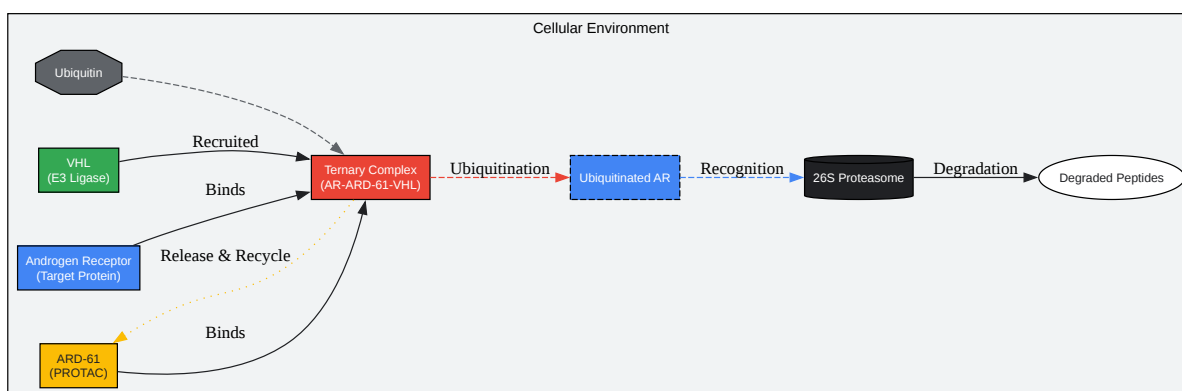 Cellular Environment
Ubiquitin
VHL
(E3 Ligase)
Recruited
Binds
Androgen Receptor
(Target Protein)
Release & Recycle
Binds
ARD-61
(PROTAC)
Ternary Complex
(AR-ARD-61-VHL)
Ubiquitination
Ubiquitinated AR
Recognition
26S Proteasome
Degradation
Degraded Peptides